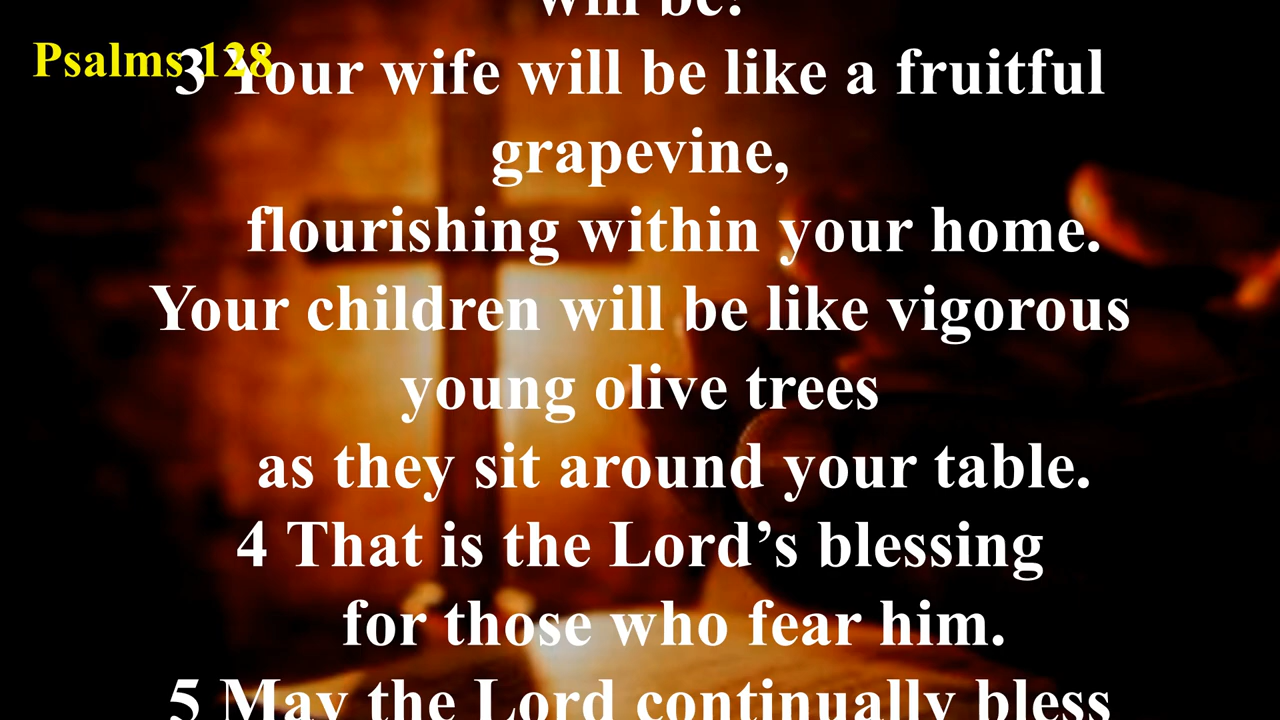 will be!
Psalms 128
3 Your wife will be like a fruitful
grapevine,
flourishing within your home.
Your children will be like vigorous
young olive trees
as they sit around your table.
4 That is the Lord’s blessing
for those who fear him.
5 May the Lord continually bless